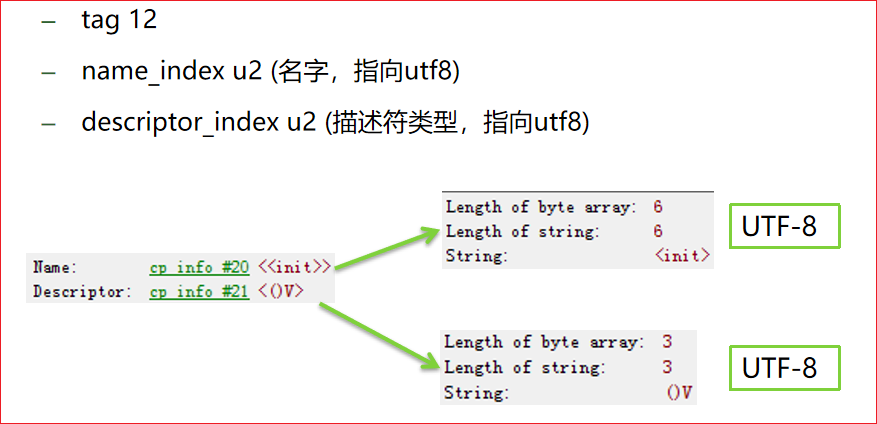 – tag 12
– name_index u2 (名字，指向utf8)
– descriptor_index u2 (描述符类型，指向utf8)
Length of byte array: 6
Length of string: 6
String: <init>
UTF-8
Name: cp info #20 <<init>>
Descriptor: cp info #21 <()V>
Length of byte array: 3
Length of string: 3
String: ()V
UTF-8